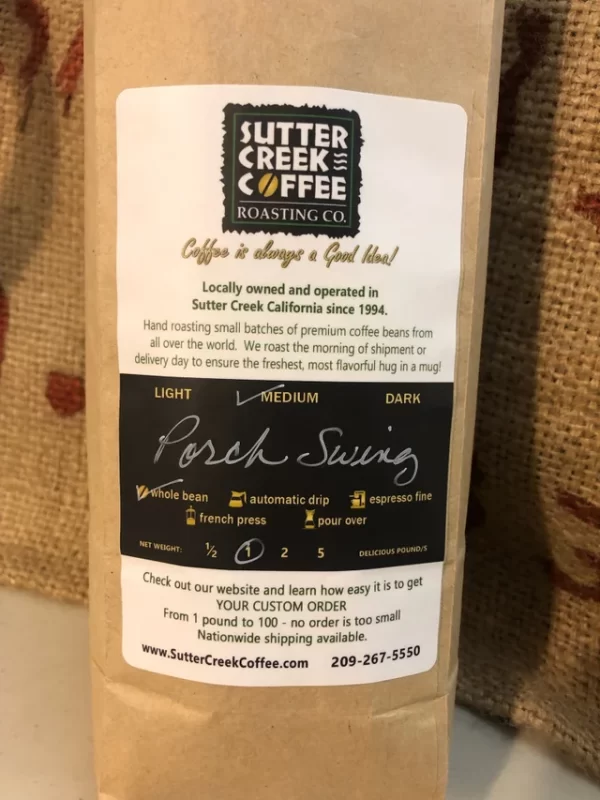 SUTTER
CREEK
COFFEE
ROASTING CO.
Coffee is always a Good Idea!
Locally owned and operated in
Sutter Creek California since 1994.
Hand roasting small batches of premium coffee beans from
all over the world. We roast the morning of shipment or
delivery day to ensure the freshest, most flavorful hug in a mug!
LIGHT MEDIUM DARK
Porch Swing
whole bean automatic drip espresso fine
french press pour over
NET WEIGHT: ½ 1 2 5 DELICIOUS POUND/S
Check out our website and learn how easy it is to get
YOUR CUSTOM ORDER
From 1 pound to 100 - no order is too small
Nationwide shipping available.
www.SutterCreekCoffee.com 209-267-5550